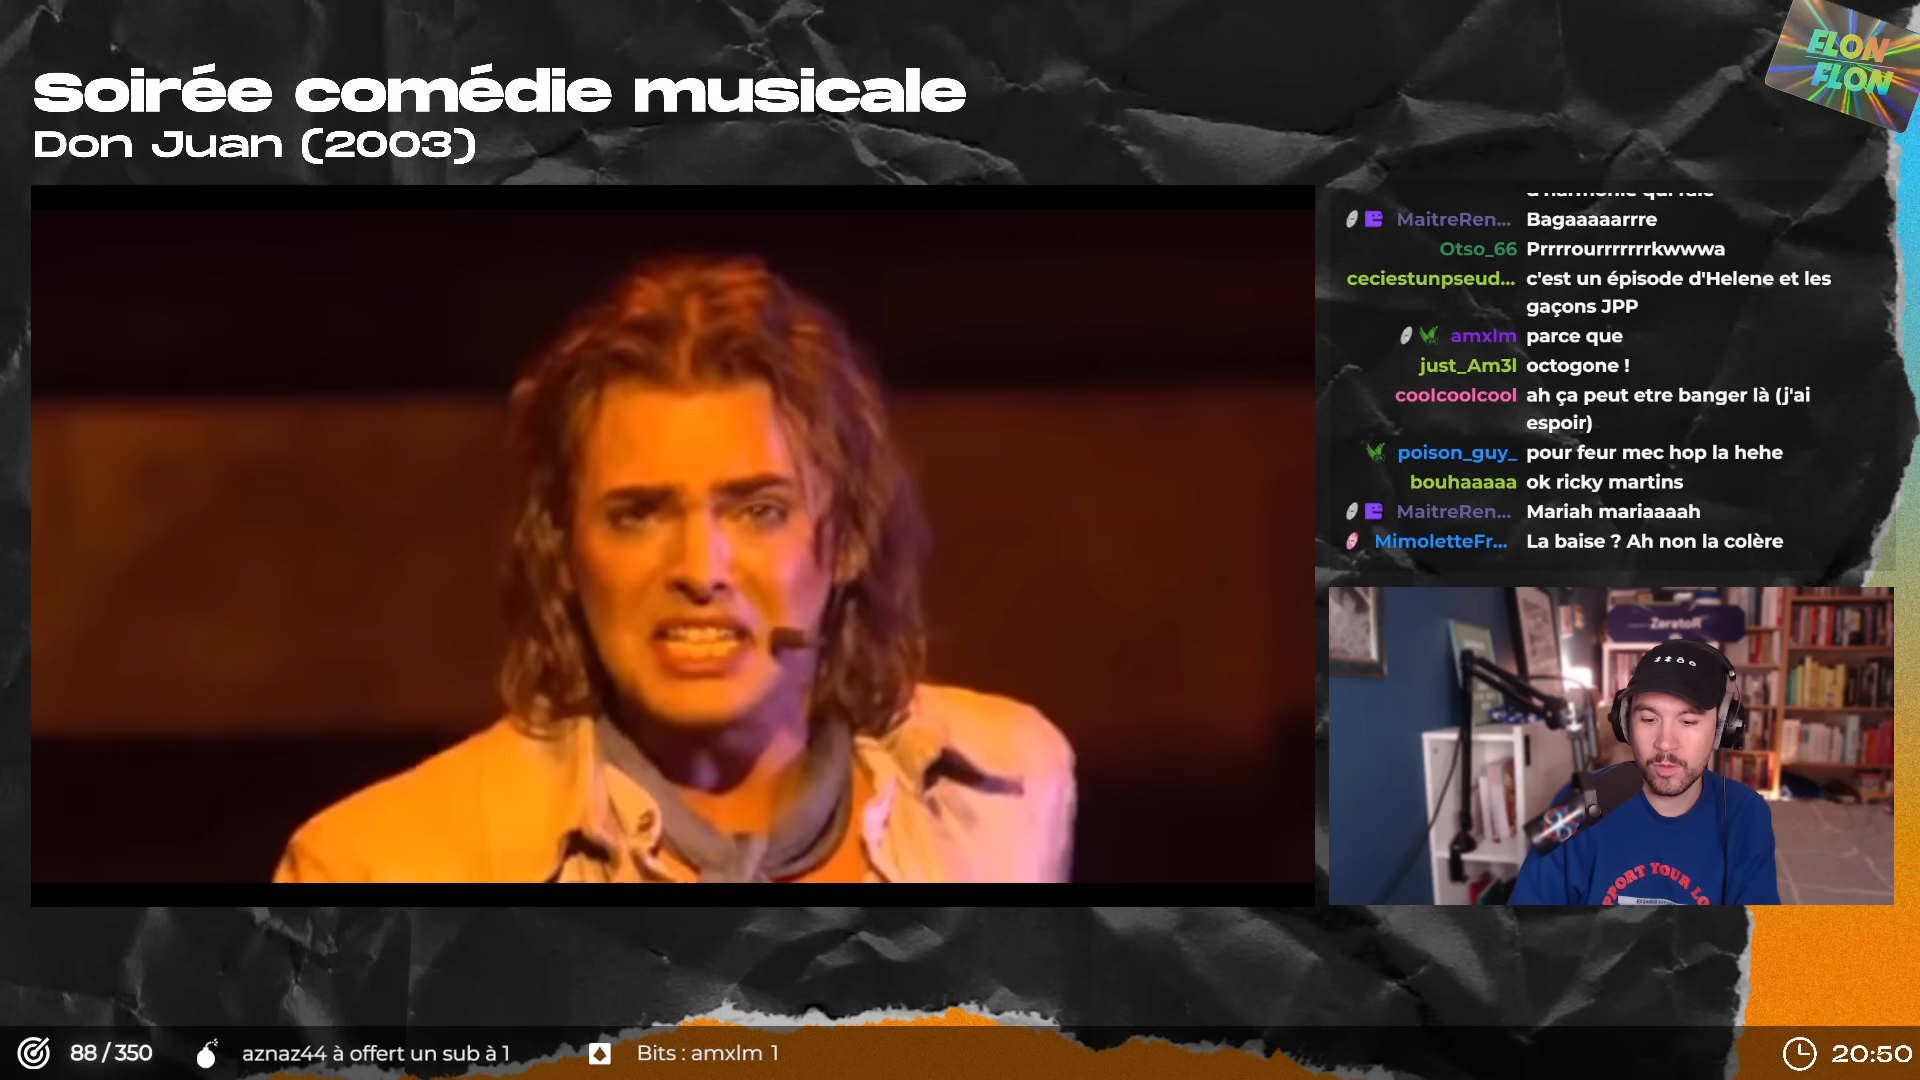 FLON
FLON
Soirée comédie musicale
Don Juan (2003)
MaitreRen... Bagaaaaarrre
Otso_66 Prrrrourrrrrrrkwwwa
ceciestunpseud... c'est un épisode d'Helene et les
gaçons JPP
amxlm parce que
just_Am3l octogone !
coolcoolcool ah ça peut etre banger là (j'ai
espoir)
poison_guy_ pour feur mec hop la hehe
bouhaaaaa ok ricky martins
MaitreRen... Mariah mariaaaah
MimoletteFr... La baise ? Ah non la colère
ZeratoR
88 / 350
aznaz44 à offert un sub à 1
Bits : amxlm 1
20:50